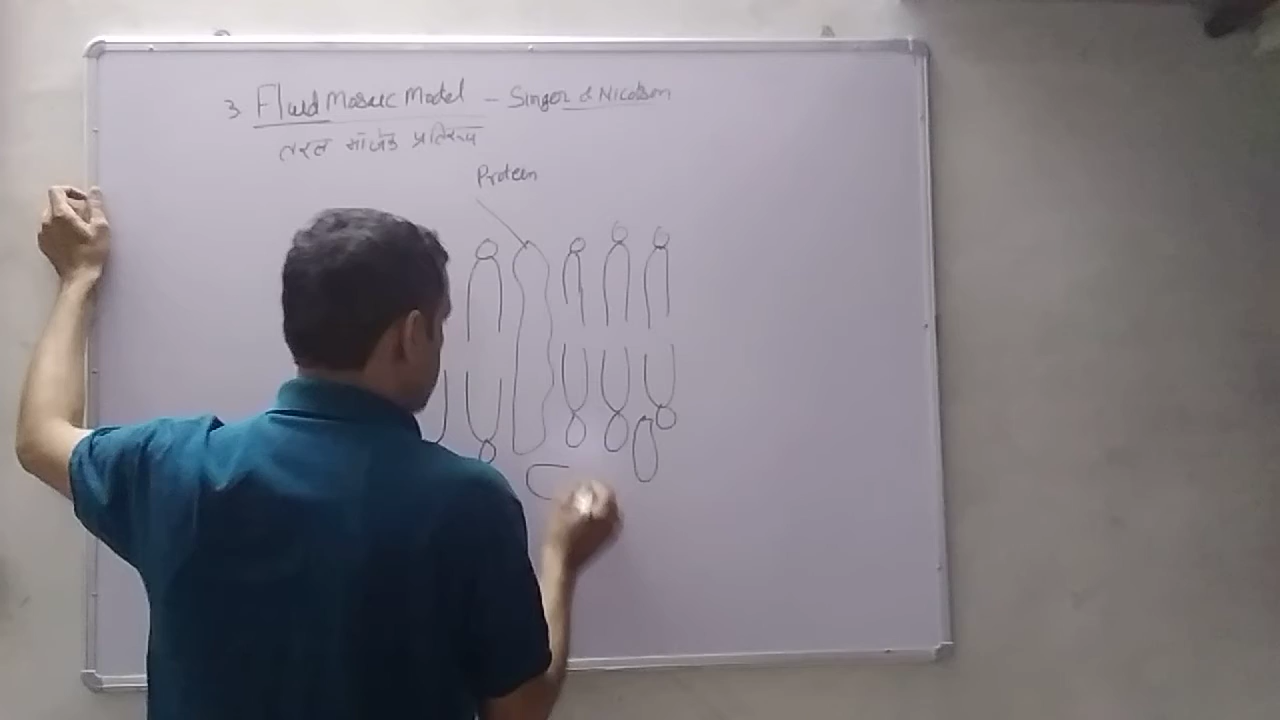 3 Fluid Mosaic Model - Singer & Nicolson
तरल मॉजेक प्रतिरूप
Protein